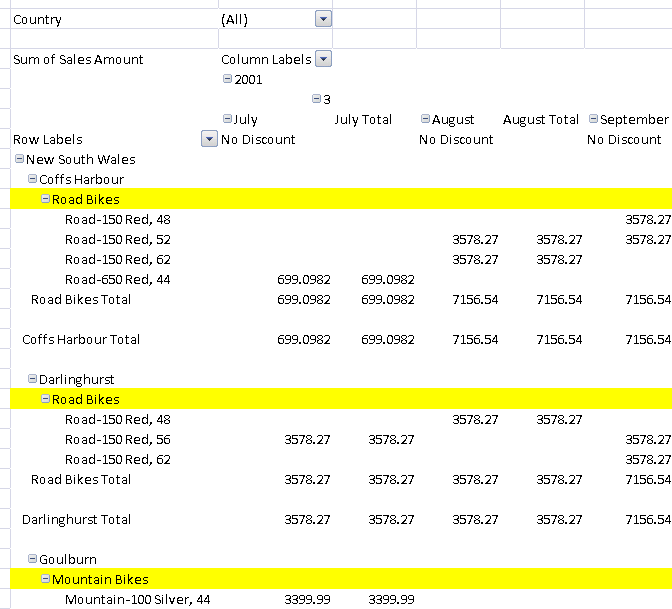 Country (All)
Sum of Sales Amount Column Labels
2001
3
July July Total August August Total September
Row Labels No Discount No Discount No Discount
New South Wales
Coffs Harbour
Road Bikes
Road-150 Red, 48 3578.27
Road-150 Red, 52 3578.27 3578.27 3578.27
Road-150 Red, 62 3578.27 3578.27
Road-650 Red, 44 699.0982 699.0982
Road Bikes Total 699.0982 699.0982 7156.54 7156.54 7156.54
Coffs Harbour Total 699.0982 699.0982 7156.54 7156.54 7156.54
Darlinghurst
Road Bikes
Road-150 Red, 48 3578.27 3578.27
Road-150 Red, 56 3578.27 3578.27 3578.27
Road-150 Red, 62 3578.27
Road Bikes Total 3578.27 3578.27 3578.27 3578.27 7156.54
Darlinghurst Total 3578.27 3578.27 3578.27 3578.27 7156.54
Goulburn
Mountain Bikes
Mountain-100 Silver, 44 3399.99 3399.99